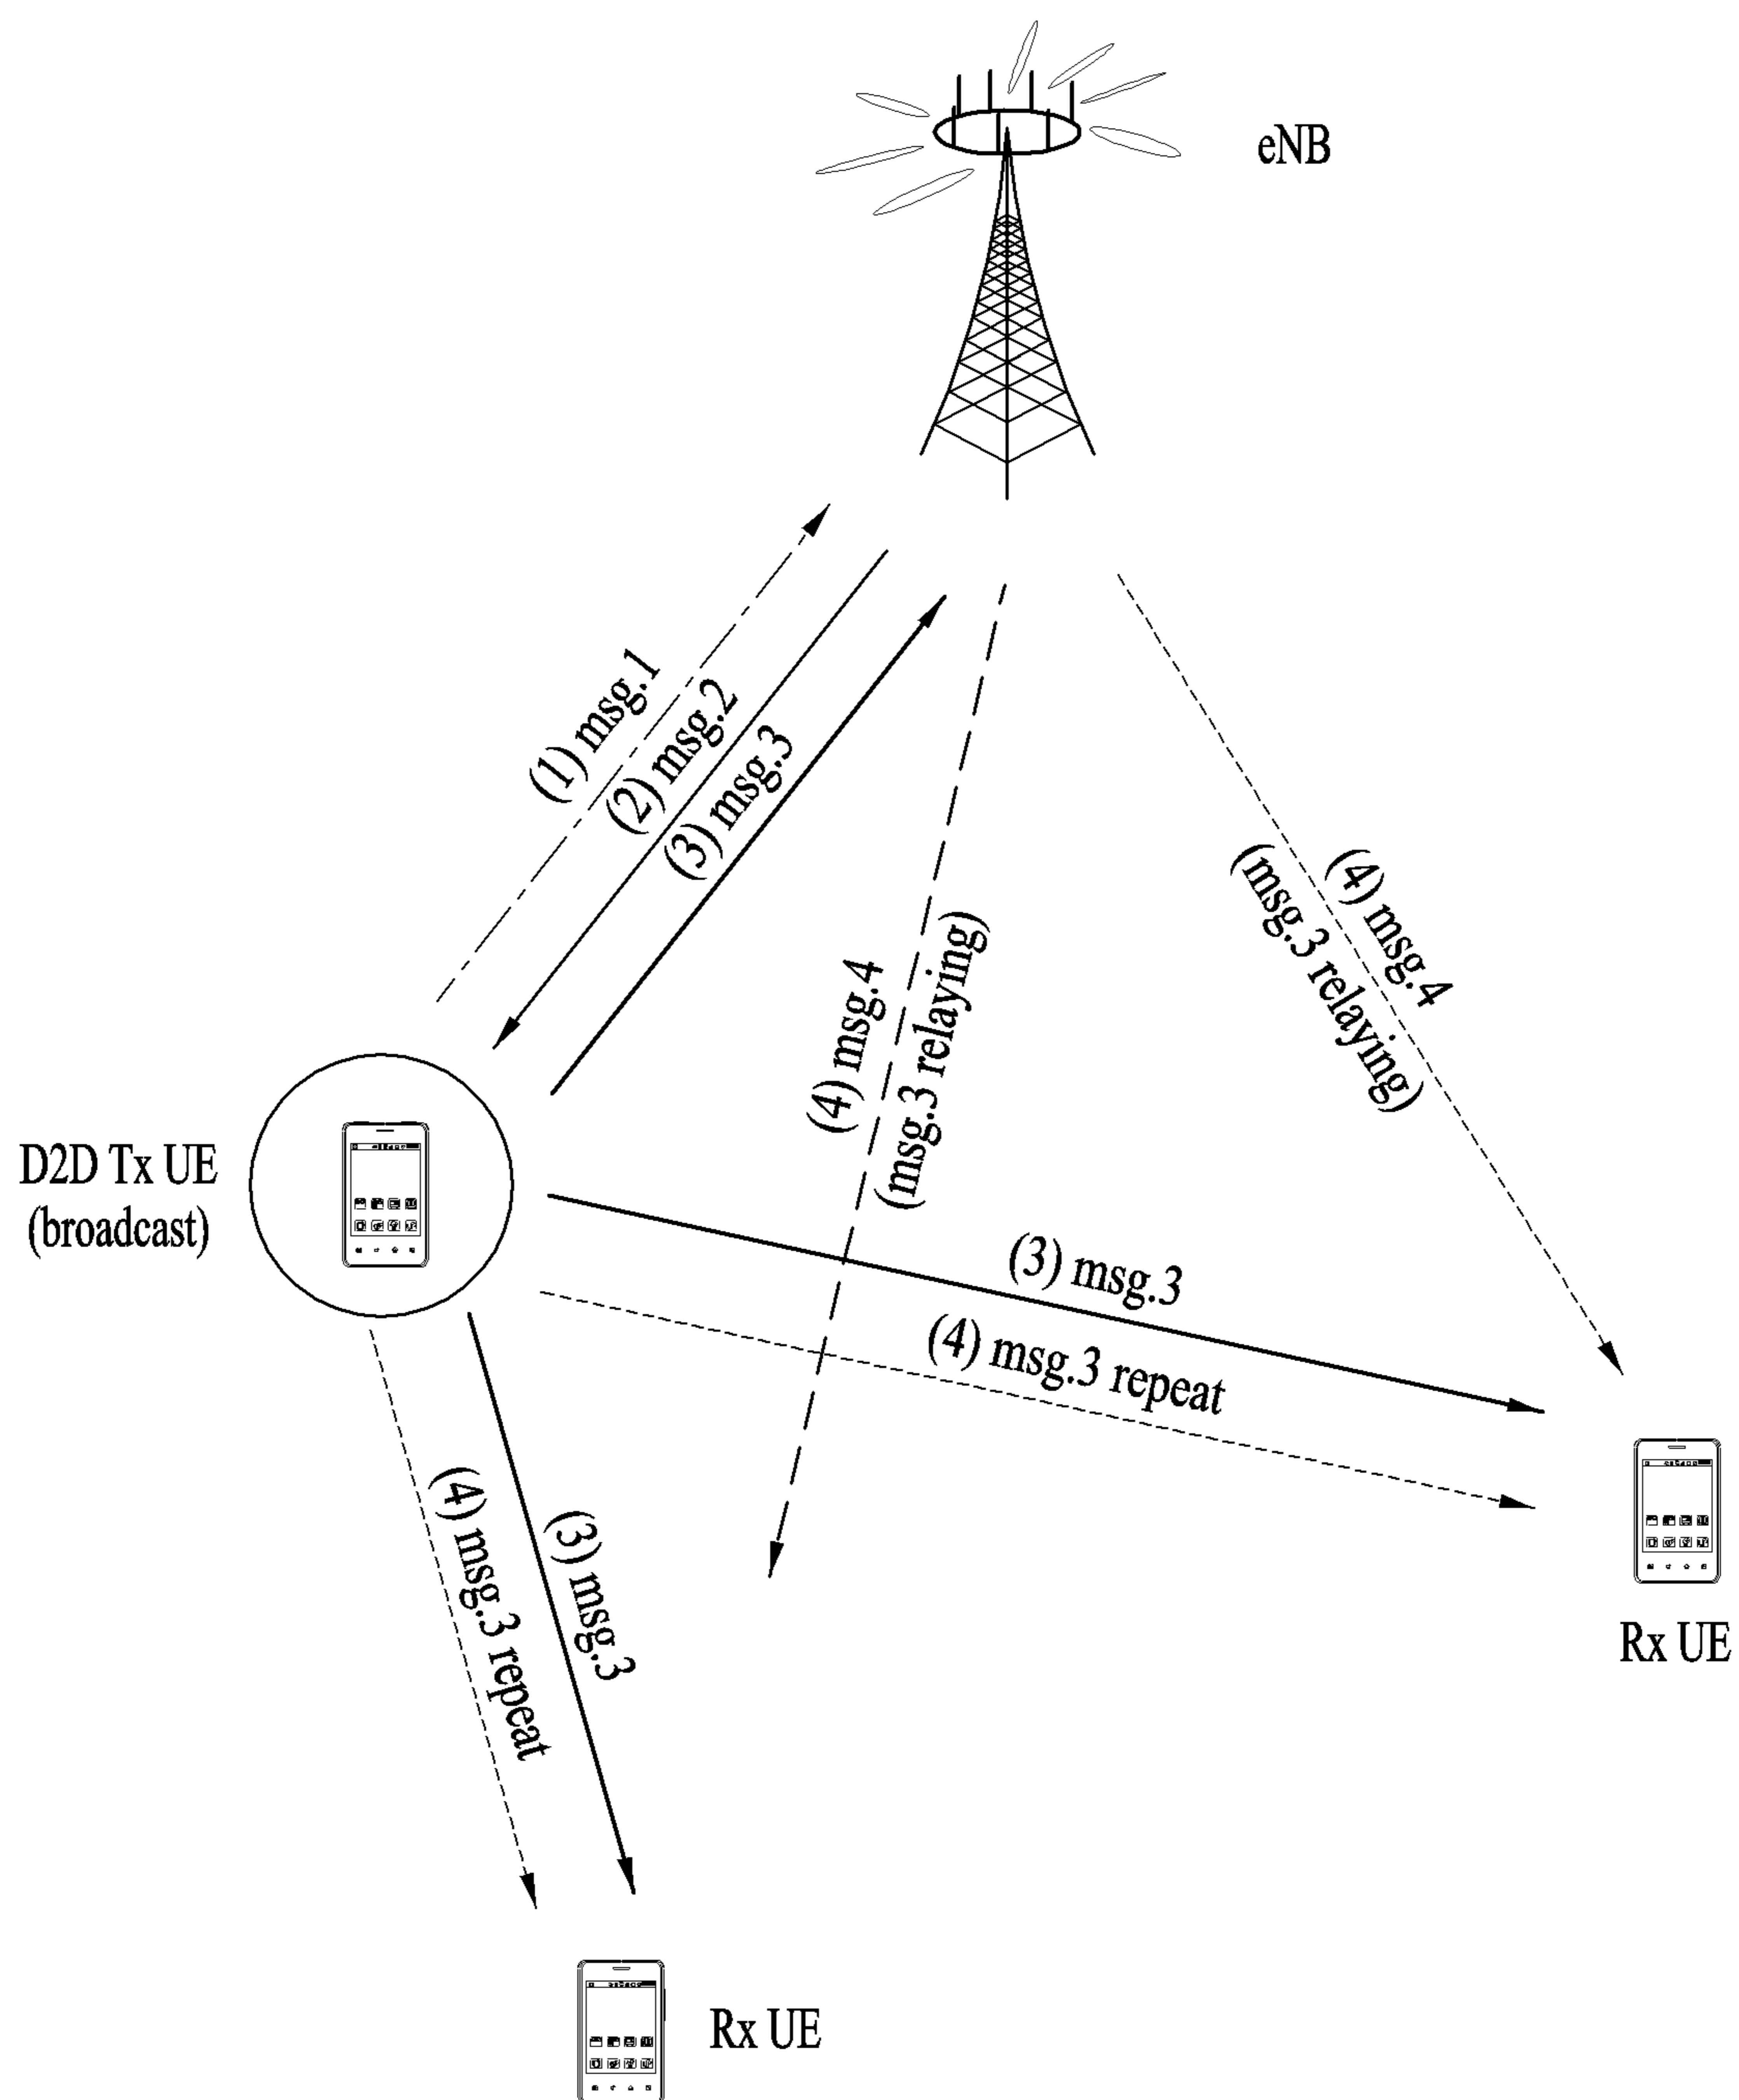 eNB
(1) msg.1
(2) msg.2
(3) msg.3
(4) msg.4
(msg.3 relaying)
(4) msg.4
(msg.3 relaying)
D2D Tx UE
(broadcast)
(3) msg.3
(4) msg.3 repeat
(4) msg.3 repeat
(3) msg.3
Rx UE
Rx UE